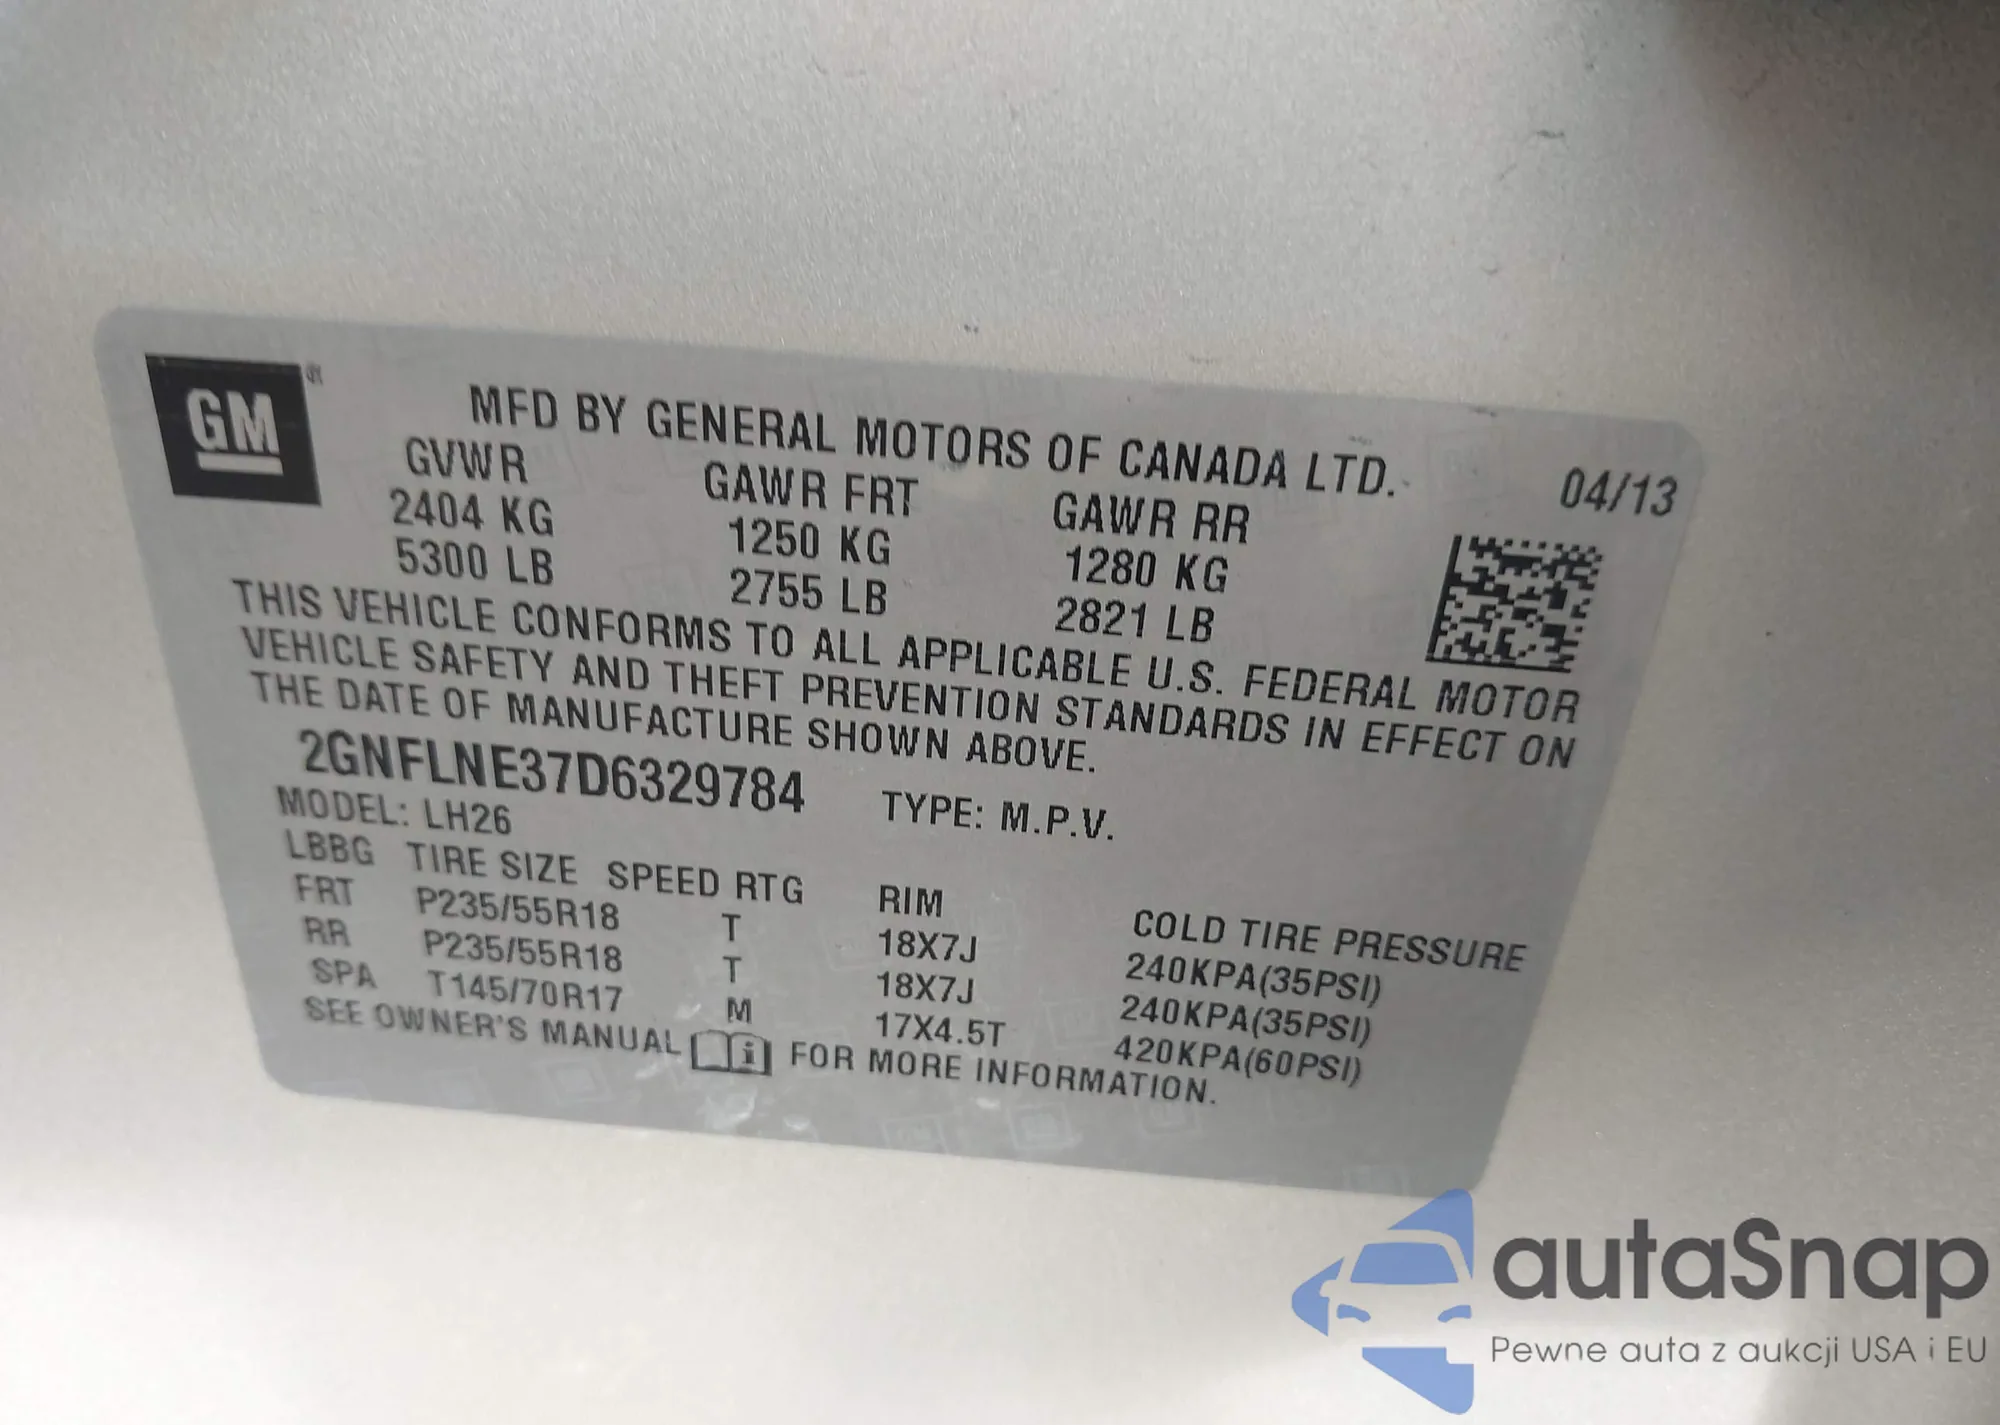 GM
MFD BY GENERAL MOTORS OF CANADA LTD.
04/13
GVWR GAWR FRT GAWR RR
2404 KG 1250 KG 1280 KG
5300 LB 2755 LB 2821 LB
THIS VEHICLE CONFORMS TO ALL APPLICABLE U.S. FEDERAL MOTOR
VEHICLE SAFETY AND THEFT PREVENTION STANDARDS IN EFFECT ON
THE DATE OF MANUFACTURE SHOWN ABOVE.
2GNFLNE37D6329784 TYPE: M.P.V.
MODEL: LH26
LBBG TIRE SIZE SPEED RTG RIM COLD TIRE PRESSURE
FRT P235/55R18 T 18X7J 240KPA(35PSI)
RR P235/55R18 T 18X7J 240KPA(35PSI)
SPA T145/70R17 M 17X4.5T 420KPA(60PSI)
SEE OWNER'S MANUAL i FOR MORE INFORMATION.
autaSnap
Pewne auta z aukcji USA i EU